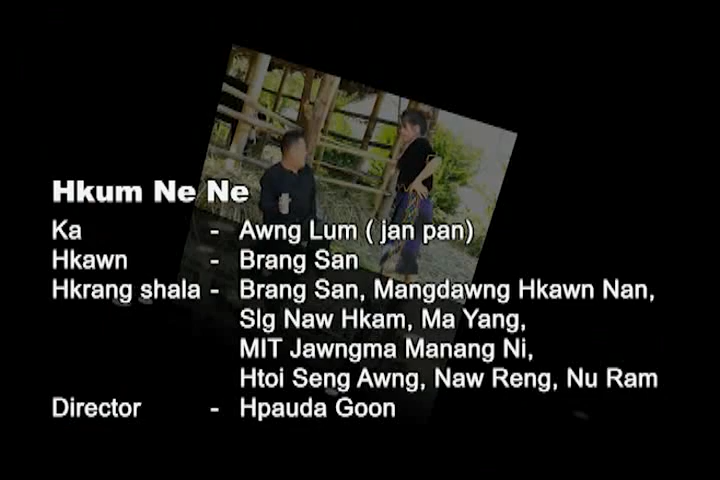 Hkum Ne Ne
Ka - Awng Lum ( jan pan)
Hkawn - Brang San
Hkrang shala - Brang San, Mangdawng Hkawn Nan,
Slg Naw Hkam, Ma Yang,
MIT Jawngma Manang Ni,
Htoi Seng Awng, Naw Reng, Nu Ram
Director - Hpauda Goon